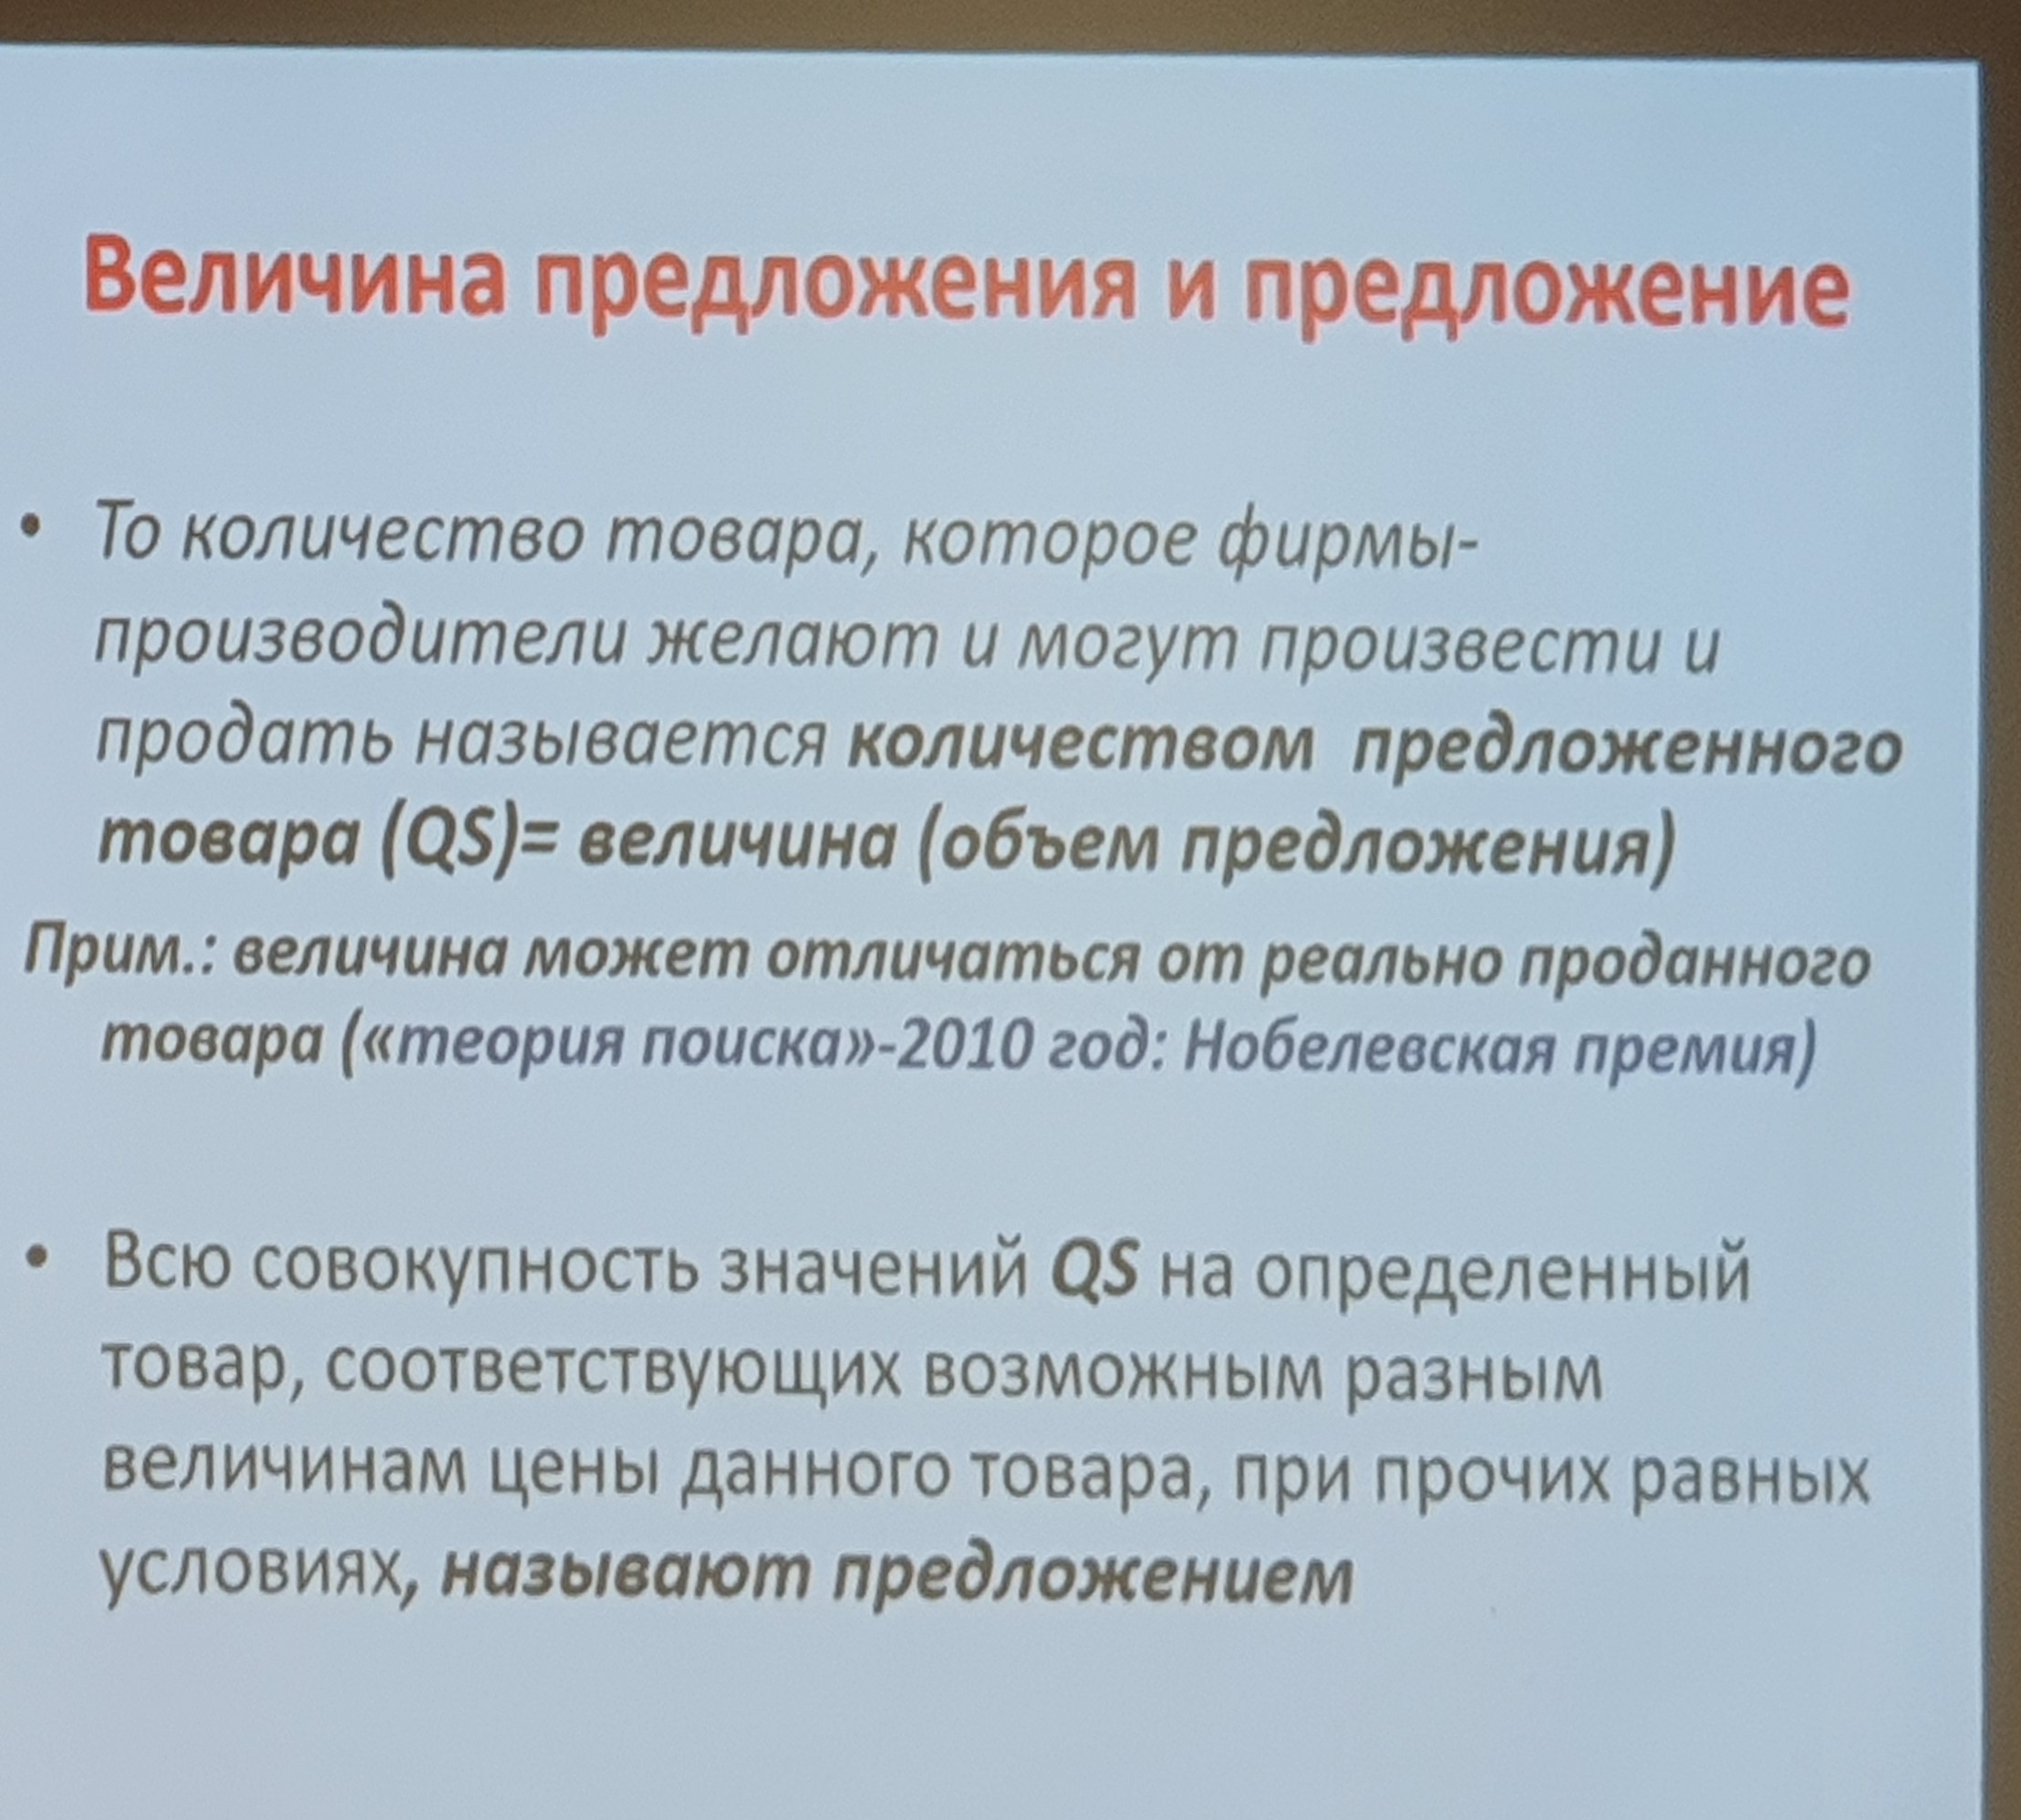 Величина предложения и предложение
• То количество товара, которое фирмы-
производители желают и могут произвести и
продать называется количеством предложенного
товара (QS)= величина (объем предложения)
Прим.: величина может отличаться от реально проданного
товара («теория поиска»-2010 год: Нобелевская премия)
• Всю совокупность значений QS на определенный
товар, соответствующих возможным разным
величинам цены данного товара, при прочих равных
условиях, называют предложением